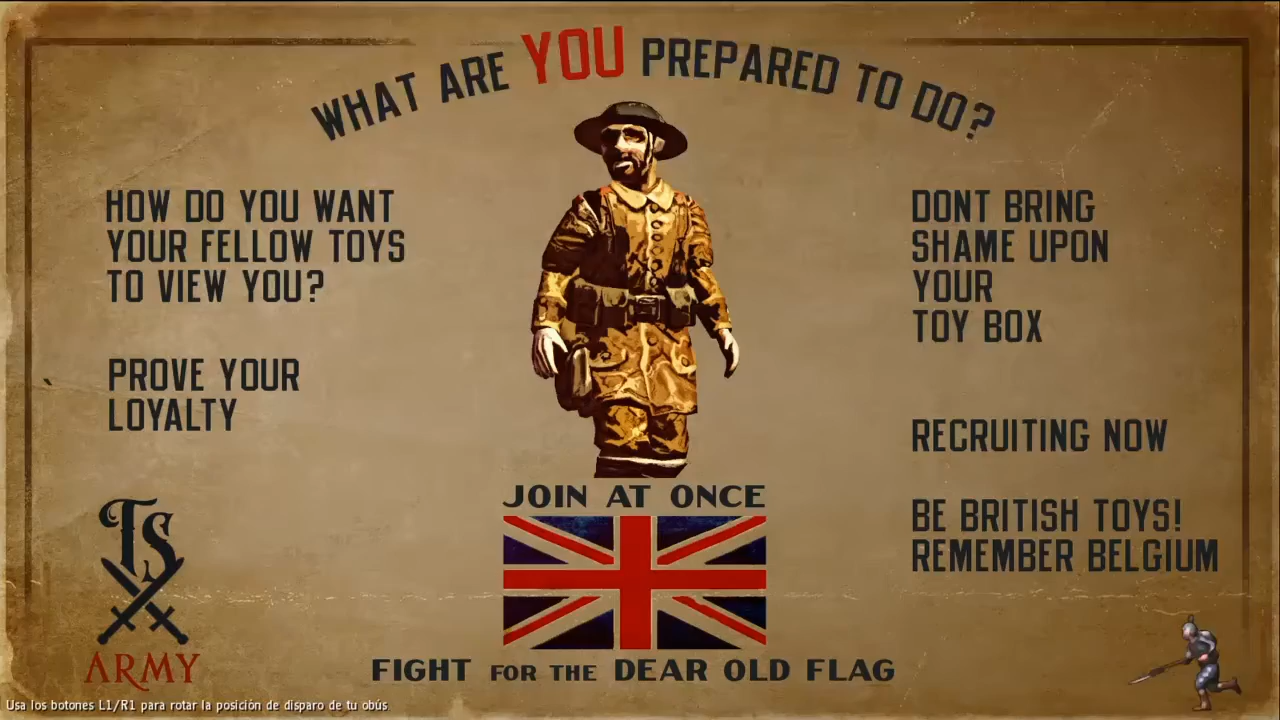 WHAT ARE YOU PREPARED TO DO?
HOW DO YOU WANT
YOUR FELLOW TOYS
TO VIEW YOU?
PROVE YOUR
LOYALTY
DONT BRING
SHAME UPON
YOUR
TOY BOX
RECRUITING NOW
BE BRITISH TOYS!
REMEMBER BELGIUM
JOIN AT ONCE
FIGHT FOR THE DEAR OLD FLAG
TS
ARMY
Usa los botones L1/R1 para rotar la posición de disparo de tu obús